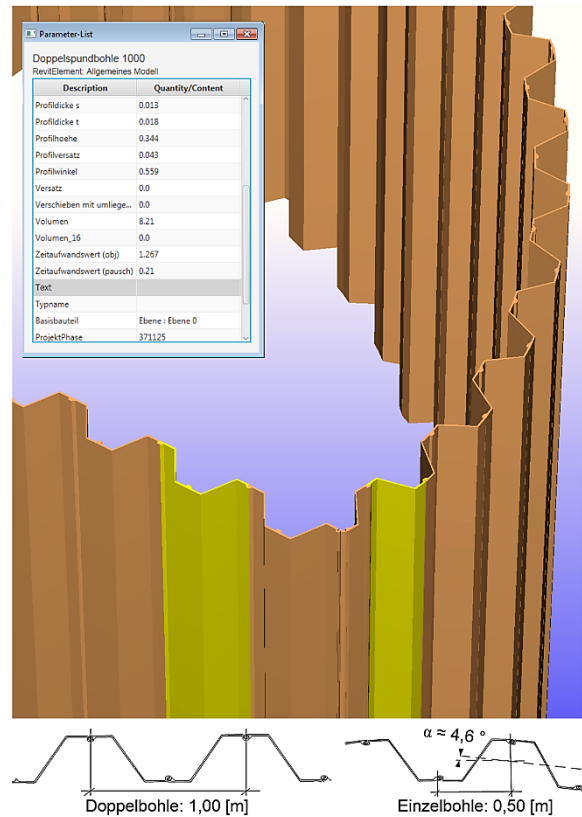 Parameter-List
Doppelspundbohle 1000
RevitElement: Allgemeines Modell
Description Quantity/Content
Profildicke s 0.013
Profildicke t 0.018
Profilhoehe 0.344
Profilversatz 0.043
Profilwinkel 0.559
Versatz 0.0
Verschieben mit umliege... 0.0
Volumen 8.21
Volumen_16 0.0
Zeitaufwandswert (obj) 1.267
Zeitaufwandswert (pausch) 0.21
Text
Typname
Basisbauteil Ebene : Ebene 0
ProjektPhase 371125
α ≈ 4,6 °
Doppelbohle: 1,00 [m] Einzelbohle: 0,50 [m]